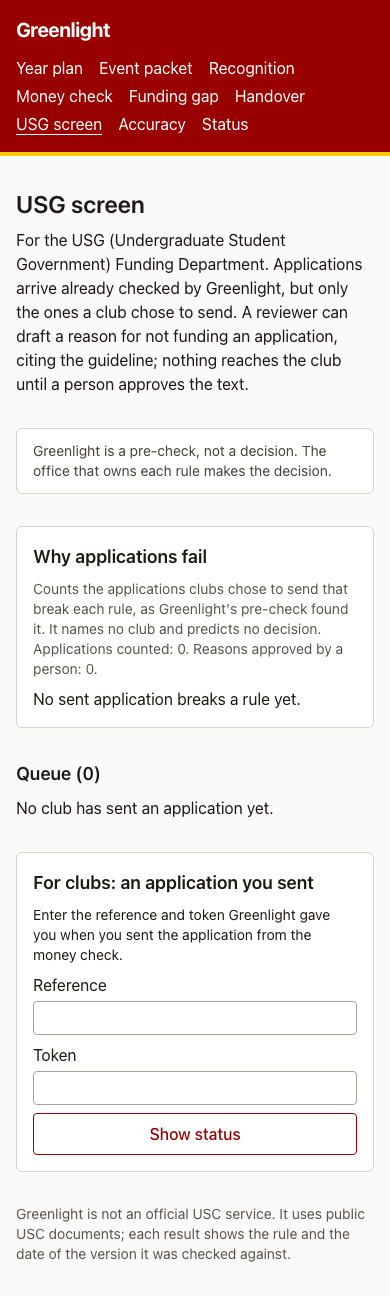 Greenlight
Year plan Event packet Recognition
Money check Funding gap Handover
USG screen Accuracy Status
USG screen
For the USG (Undergraduate Student
Government) Funding Department. Applications
arrive already checked by Greenlight, but only
the ones a club chose to send. A reviewer can
draft a reason for not funding an application,
citing the guideline; nothing reaches the club
until a person approves the text.
Greenlight is a pre-check, not a decision. The
office that owns each rule makes the decision.
Why applications fail
Counts the applications clubs chose to send that
break each rule, as Greenlight's pre-check found
it. It names no club and predicts no decision.
Applications counted: 0. Reasons approved by a
person: 0.
No sent application breaks a rule yet.
Queue (0)
No club has sent an application yet.
For clubs: an application you sent
Enter the reference and token Greenlight gave
you when you sent the application from the
money check.
Reference
Token
Show status
Greenlight is not an official USC service. It uses public
USC documents; each result shows the rule and the
date of the version it was checked against.